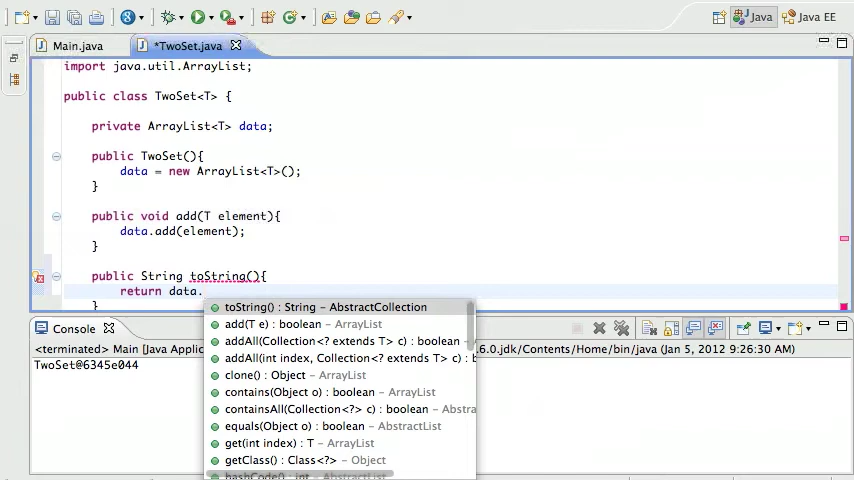 Java
Java EE
Main.java
*TwoSet.java
import java.util.ArrayList;
public class TwoSet<T> {
private ArrayList<T> data;
public TwoSet(){
data = new ArrayList<T>();
}
public void add(T element){
data.add(element);
}
public String toString(){
return data.
}
toString() : String – AbstractCollection
add(T e) : boolean – ArrayList
addAll(Collection<? extends T> c) : boolean –
addAll(int index, Collection<? extends T> c) : b
clone() : Object – ArrayList
contains(Object o) : boolean – ArrayList
containsAll(Collection<?> c) : boolean – Abstra
equals(Object o) : boolean – AbstractList
get(int index) : T – ArrayList
getClass() : Class<?> – Object
hashCode() : int – AbstractList
Console
<terminated> Main [Java Applic
.6.0.jdk/Contents/Home/bin/java (Jan 5, 2012 9:26:30 AM)
TwoSet@6345e044